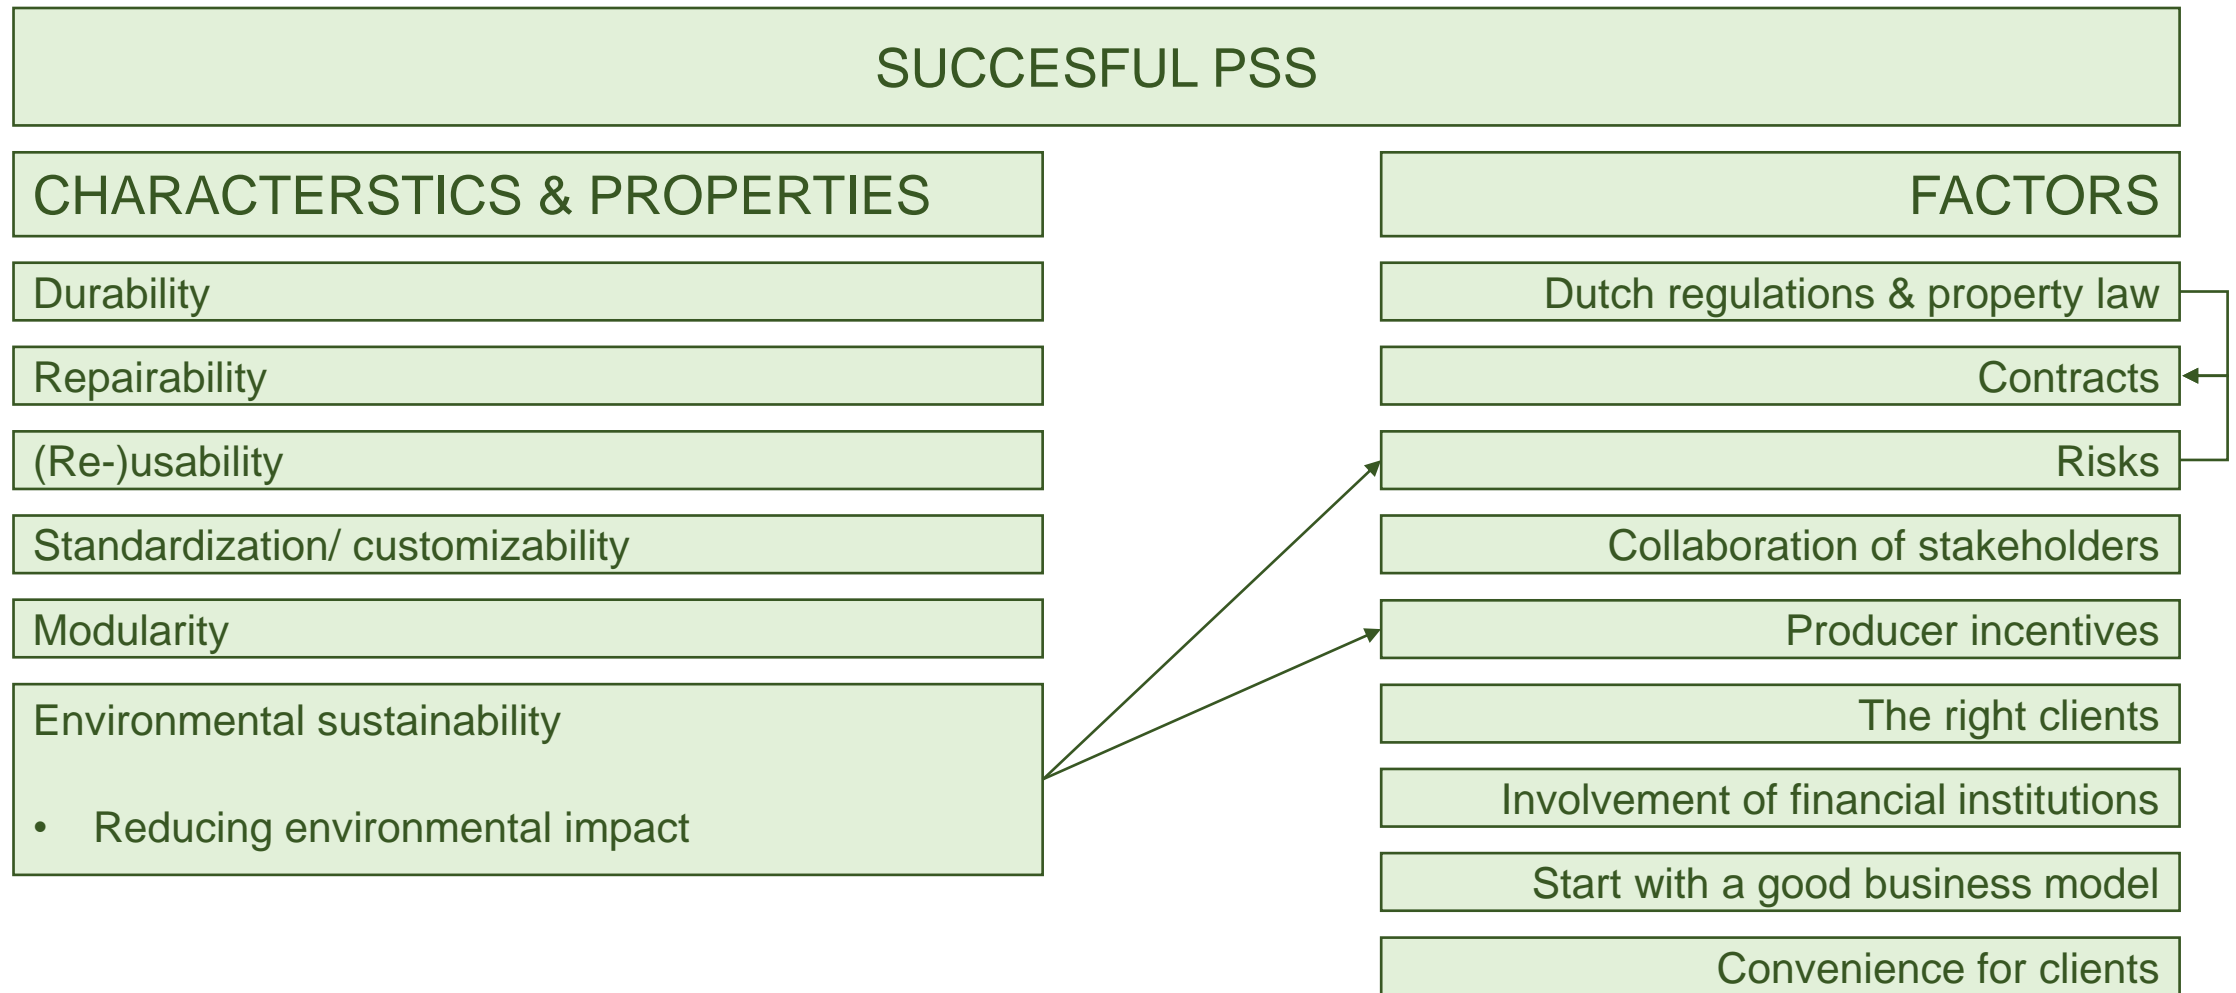 SUCCESFUL PSS
CHARACTERSTICS & PROPERTIES
Durability
Repairability
(Re-)usability
Standardization/ customizability
Modularity
Environmental sustainability
• Reducing environmental impact
FACTORS
Dutch regulations & property law
Contracts
Risks
Collaboration of stakeholders
Producer incentives
The right clients
Involvement of financial institutions
Start with a good business model
Convenience for clients